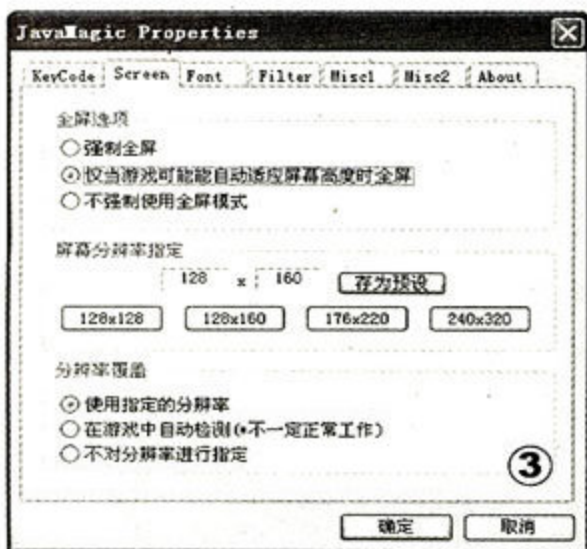 JavaMagic Properties
KeyCode Screen Font Filter Misc1 Misc2 About
全屏选项
强制全屏
仅当游戏可能能自动适应屏幕高度时全屏
不强制使用全屏模式
屏幕分辨率指定
128 x 160 存为预设
128x128 128x160 176x220 240x320
分辨率覆盖
使用指定的分辨率
在游戏中自动检测(*不一定正常工作)
不对分辨率进行指定
③
确定 取消